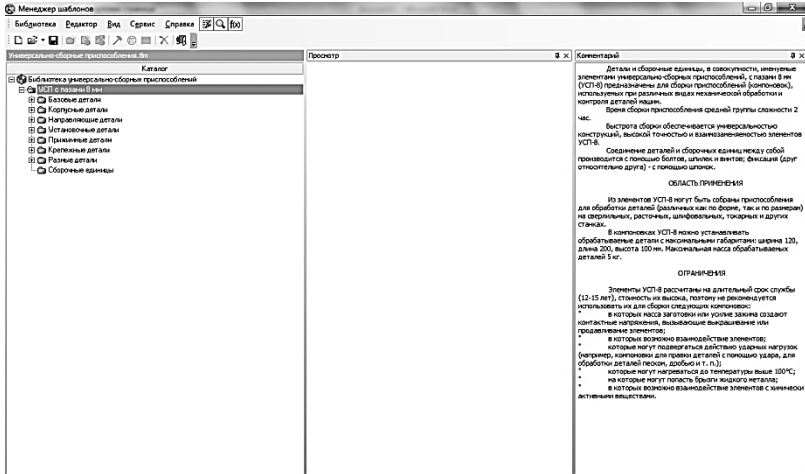 Менеджер шаблонов
Библиотека Редактор Вид Сервис Справка f(x)
Универсально-сборные приспособления.tlm
Каталог
Библиотека универсально-сборных приспособлений
УСП с пазами 8 мм
Базовые детали
Корпусные детали
Направляющие детали
Установочные детали
Прижимные детали
Крепежные детали
Разные детали
Сборочные единицы
Просмотр
Комментарий
Детали и сборочные единицы, в совокупности, именуемые
элементами универсально-сборных приспособлений, с пазами 8 мм
(УСП-8) предназначены для сборки приспособлений (компоновок),
используемых при различных видах механической обработки и
контроля деталей машин.
Время сборки приспособления средней группы сложности 2
час.
Быстрота сборки обеспечивается универсальностью
конструкций, высокой точностью и взаимозаменяемостью элементов
УСП-8.
Соединение деталей и сборочных единиц между собой
производится с помощью болтов, шпилек и винтов; фиксация (друг
относительно друга) - с помощью шпонок.
ОБЛАСТЬ ПРИМЕНЕНИЯ
Из элементов УСП-8 могут быть собраны приспособления
для обработки деталей (различных как по форме, так и по размерам)
на сверлильных, расточных, шлифовальных, токарных и других
станках.
В компоновках УСП-8 можно устанавливать
обрабатываемые детали с максимальными габаритами: ширина 120,
длина 200, высота 100 мм. Максимальная масса обрабатываемых
деталей 5 кг.
ОГРАНИЧЕНИЯ
Элементы УСП-8 рассчитаны на длительный срок службы
(12-15 лет), стоимость их высока, поэтому не рекомендуется
использовать их для сборки следующих компоновок:
* в которых масса заготовки или усилие зажима создают
контактные напряжения, вызывающие выкрашивание или
продавливание элементов;
* в которых возможно взаимодействие элементов;
* которые могут подвергаться действию ударных нагрузок
(например, компоновки для правки деталей с помощью удара, для
обработки деталей песком, дробью и т. п.);
* которые могут нагреваться до температуры выше 100°С;
* на которые могут попасть брызги жидкого металла;
* в которых возможно взаимодействие элементов с химически
активными веществами.